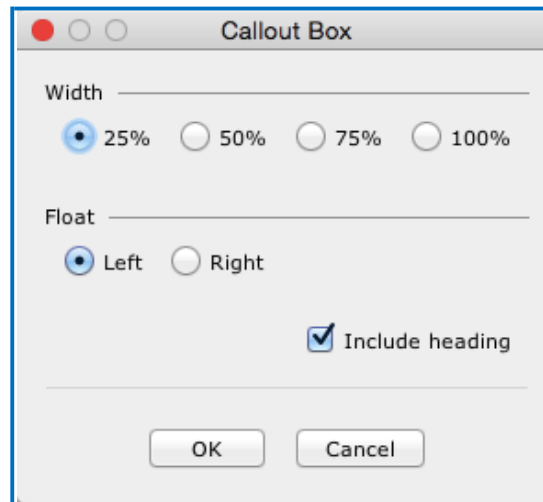 Callout Box
Width
25% 50% 75% 100%
Float
Left Right
Include heading
OK Cancel